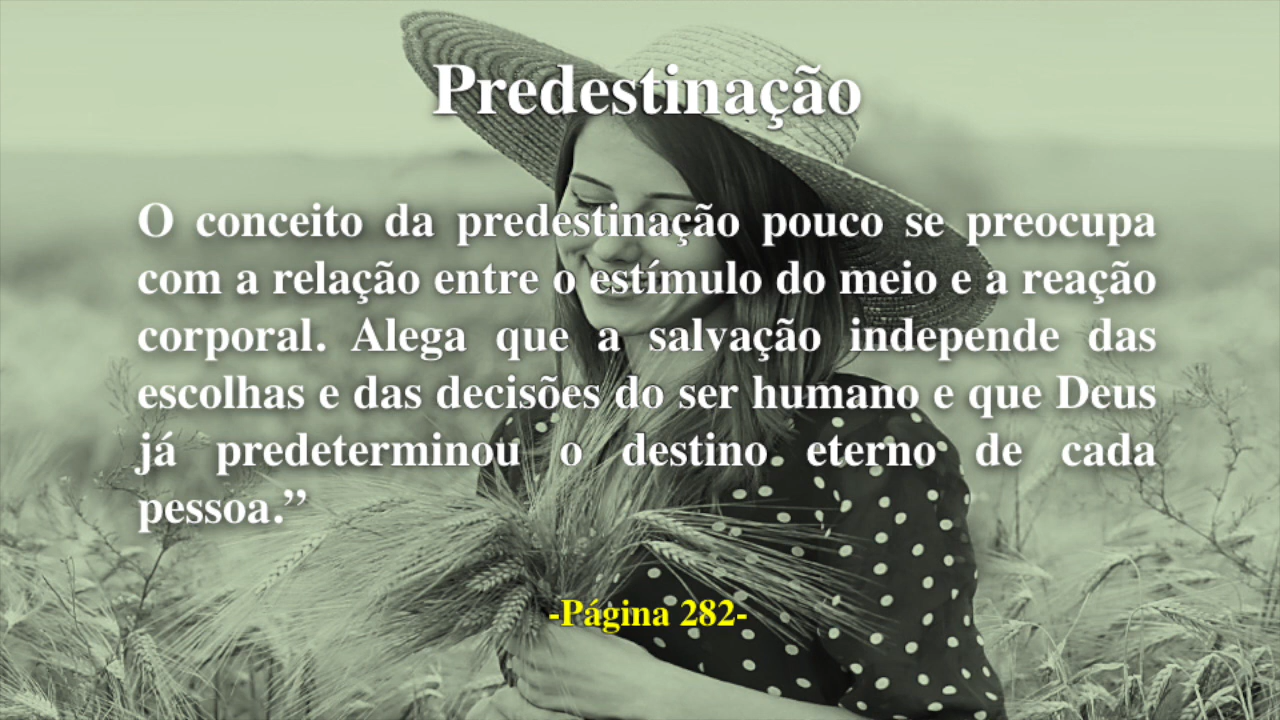 Predestinação
O conceito da predestinação pouco se preocupa
com a relação entre o estímulo do meio e a reação
corporal. Alega que a salvação independe das
escolhas e das decisões do ser humano e que Deus
já predeterminou o destino eterno de cada
pessoa.”
-Página 282-